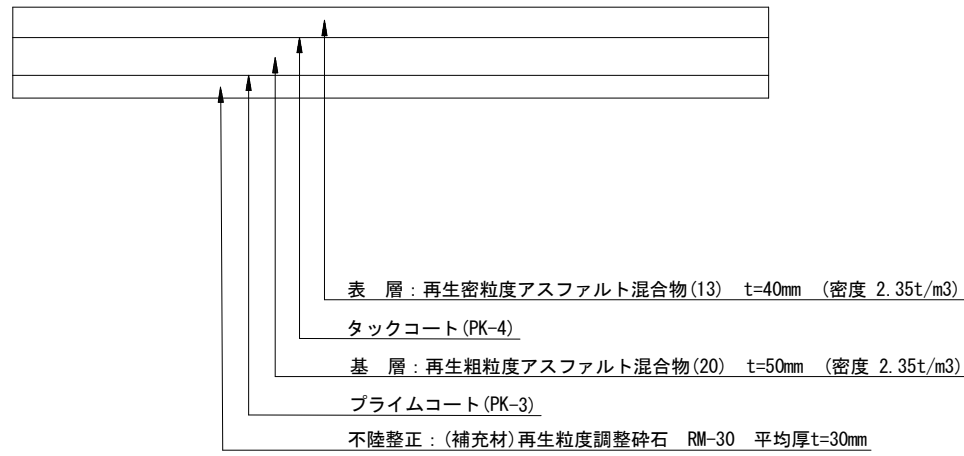 表　層：再生密粒度アスファルト混合物(13)　t=40mm　(密度 2.35t/m3)
タックコート(PK-4)
基　層：再生粗粒度アスファルト混合物(20)　t=50mm　(密度 2.35t/m3)
プライムコート(PK-3)
不陸整正：(補充材)再生粒度調整砕石　RM-30　平均厚t=30mm